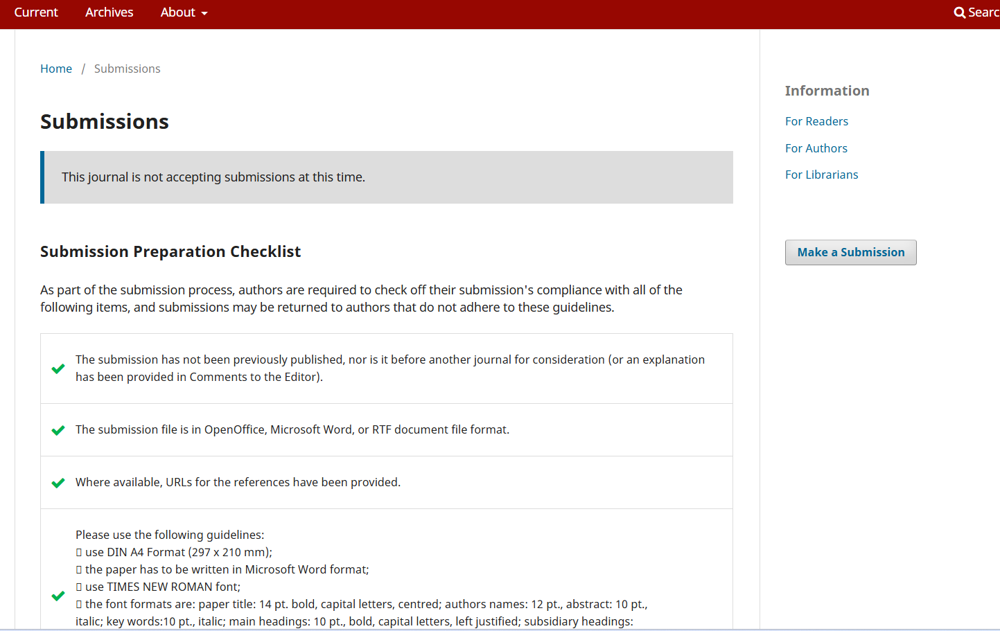 Current Archives About
Searc
Home / Submissions
Submissions
This journal is not accepting submissions at this time.
Submission Preparation Checklist
As part of the submission process, authors are required to check off their submission's compliance with all of the
following items, and submissions may be returned to authors that do not adhere to these guidelines.
The submission has not been previously published, nor is it before another journal for consideration (or an explanation
has been provided in Comments to the Editor).
The submission file is in OpenOffice, Microsoft Word, or RTF document file format.
Where available, URLs for the references have been provided.
Please use the following guidelines:
▯ use DIN A4 Format (297 x 210 mm);
▯ the paper has to be written in Microsoft Word format;
▯ use TIMES NEW ROMAN font;
▯ the font formats are: paper title: 14 pt. bold, capital letters, centred; authors names: 12 pt., abstract: 10 pt.,
italic; key words:10 pt., italic; main headings: 10 pt., bold, capital letters, left justified; subsidiary headings:
Information
For Readers
For Authors
For Librarians
Make a Submission